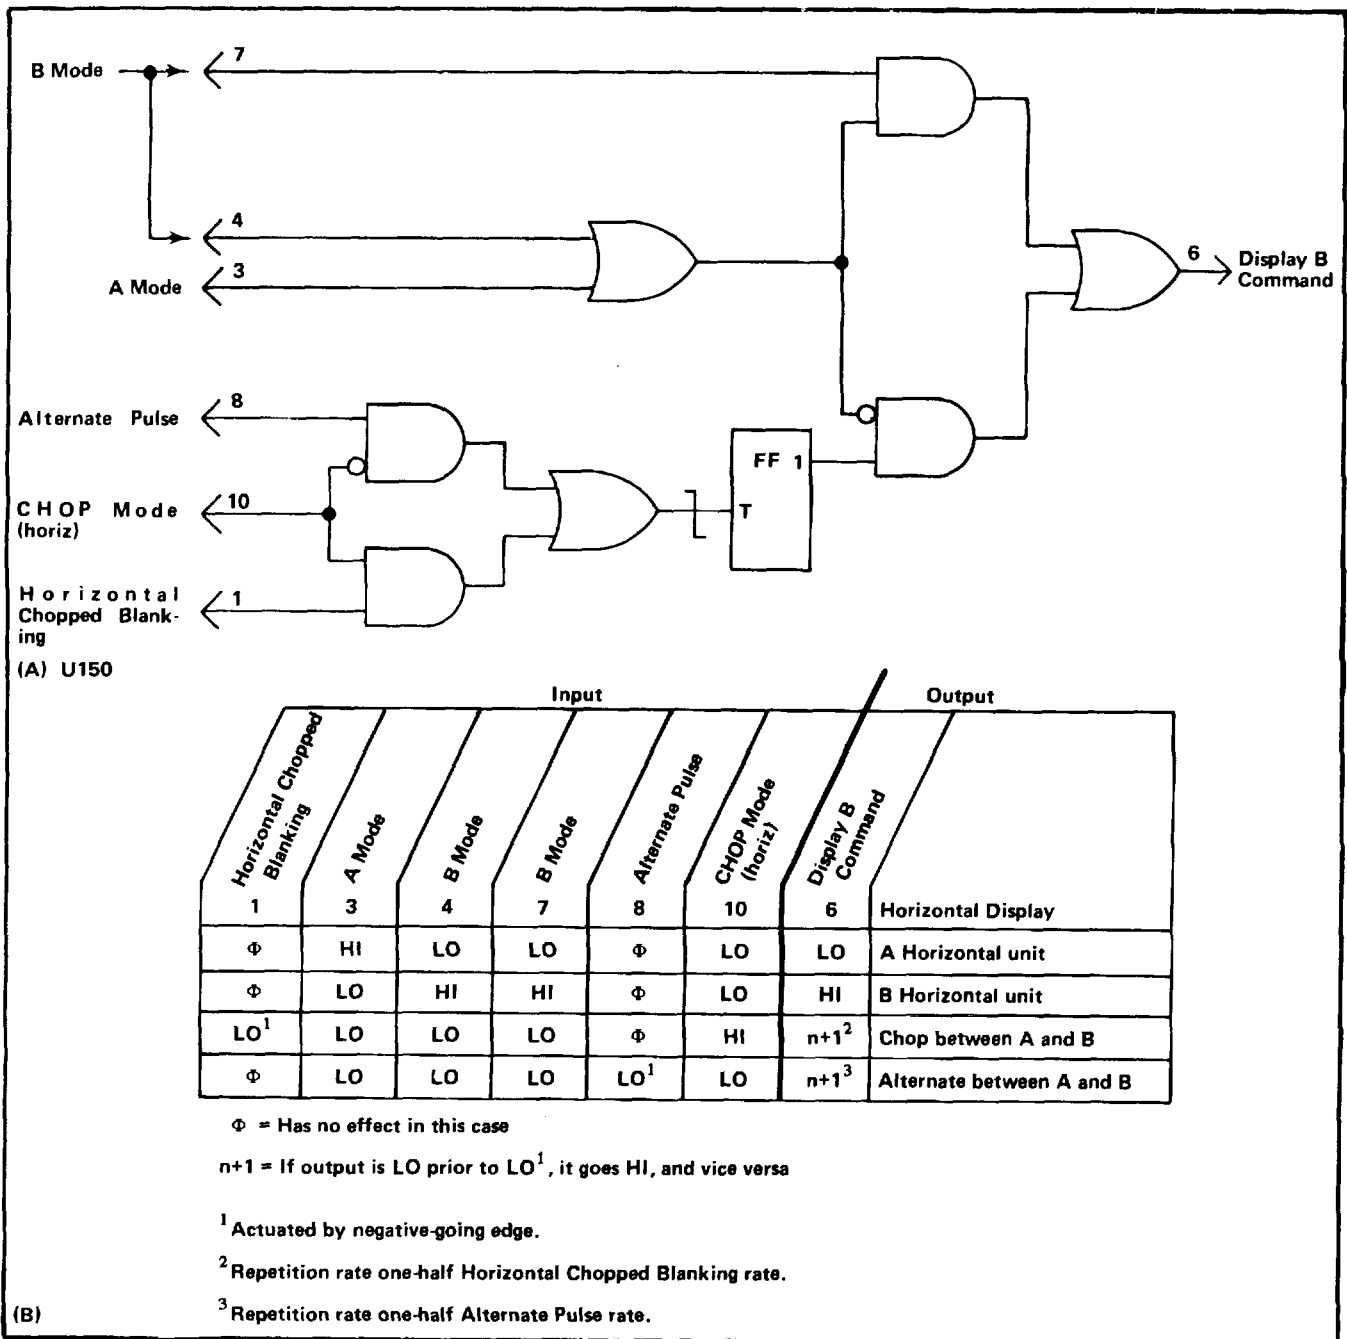 B Mode
7
4
3
A Mode
6
Display B
Command
Alternate Pulse
8
CHOP Mode
(horiz)
10
FF 1
T
Horizontal
Chopped Blank-
ing
1
(A) U150
Input
Output
Horizontal Chopped
Blanking
A Mode
B Mode
B Mode
Alternate Pulse
CHOP Mode
(horiz)
Display B
Command
1 3 4 7 8 10 6 Horizontal Display
Φ HI LO LO Φ LO LO A Horizontal unit
Φ LO HI HI Φ LO HI B Horizontal unit
LO¹ LO LO LO Φ HI n+1² Chop between A and B
Φ LO LO LO LO¹ LO n+1³ Alternate between A and B
Φ = Has no effect in this case
n+1 = If output is LO prior to LO¹, it goes HI, and vice versa
¹Actuated by negative-going edge.
²Repetition rate one-half Horizontal Chopped Blanking rate.
³Repetition rate one-half Alternate Pulse rate.
(B)